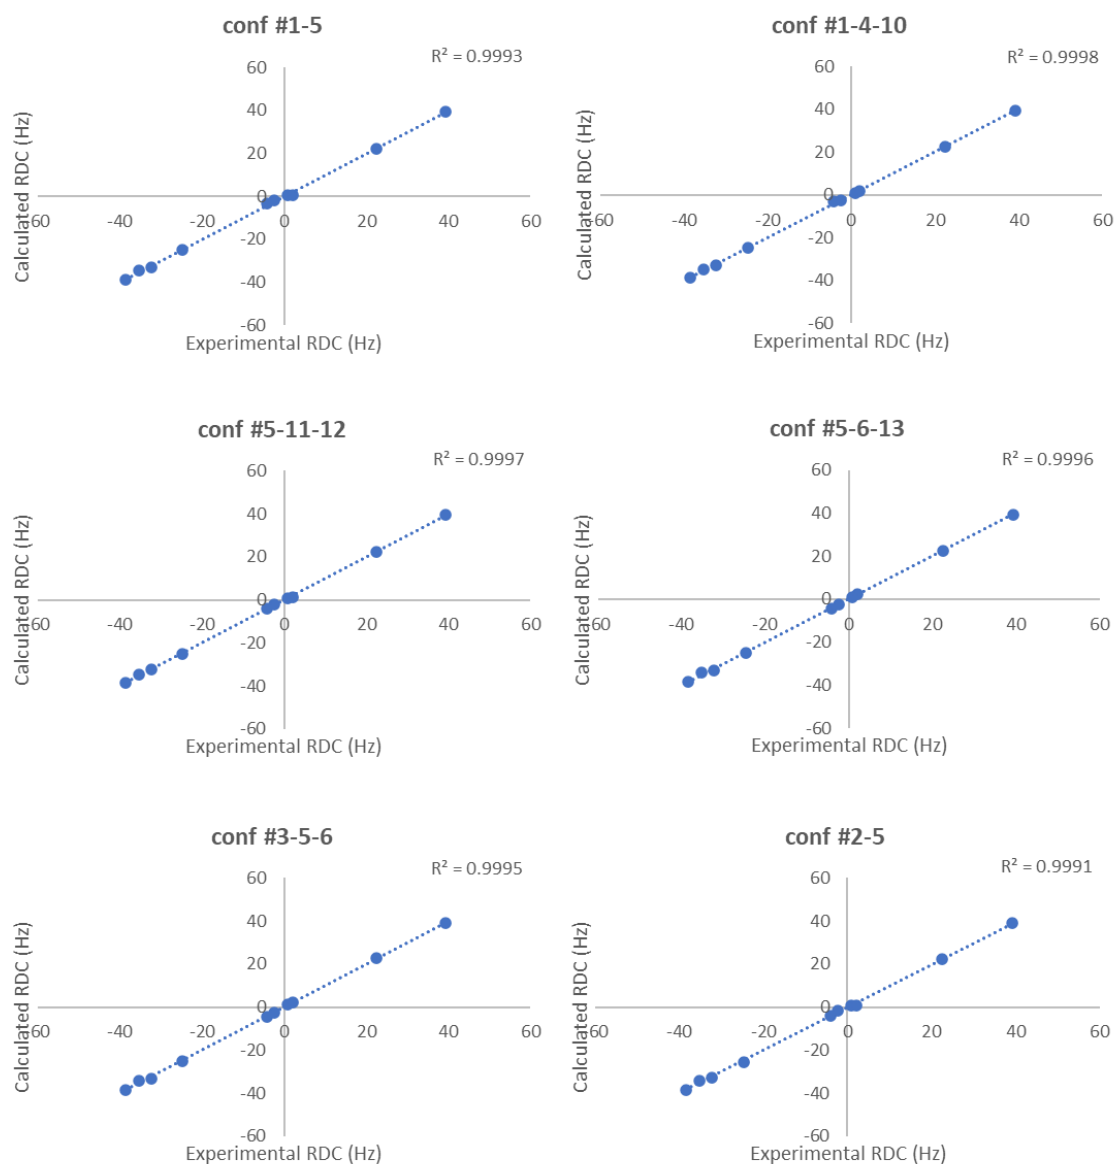 conf #1-5
R² = 0.9993
60
40
20
0
-20
-40
-60
-60 -40 -20 0 20 40 60
Calculated RDC (Hz)
Experimental RDC (Hz)
conf #1-4-10
R² = 0.9998
60
40
20
0
-20
-40
-60
-60 -40 -20 0 20 40 60
Calculated RDC (Hz)
Experimental RDC (Hz)
conf #5-11-12
R² = 0.9997
60
40
20
0
-20
-40
-60
-60 -40 -20 0 20 40 60
Calculated RDC (Hz)
Experimental RDC (Hz)
conf #5-6-13
R² = 0.9996
60
40
20
0
-20
-40
-60
-60 -40 -20 0 20 40 60
Calculated RDC (Hz)
Experimental RDC (Hz)
conf #3-5-6
R² = 0.9995
60
40
20
0
-20
-40
-60
-60 -40 -20 0 20 40 60
Calculated RDC (Hz)
Experimental RDC (Hz)
conf #2-5
R² = 0.9991
60
40
20
0
-20
-40
-60
-60 -40 -20 0 20 40 60
Calculated RDC (Hz)
Experimental RDC (Hz)